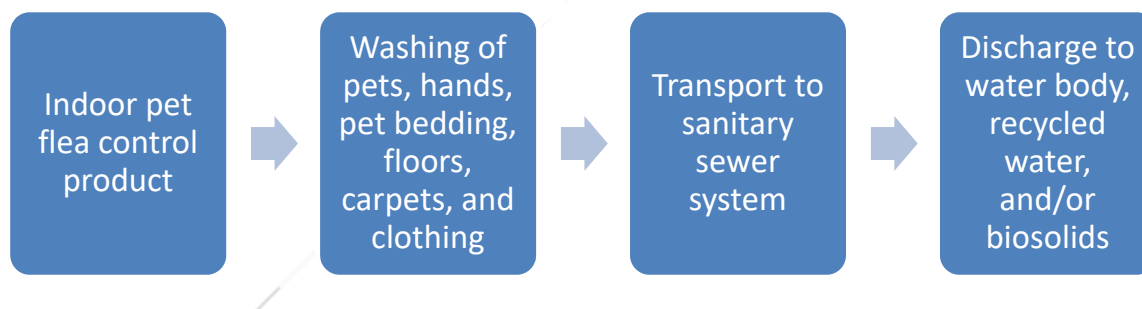 Indoor pet
flea control
product
Washing of
pets, hands,
pet bedding,
floors,
carpets, and
clothing
Transport to
sanitary
sewer
system
Discharge to
water body,
recycled
water,
and/or
biosolids